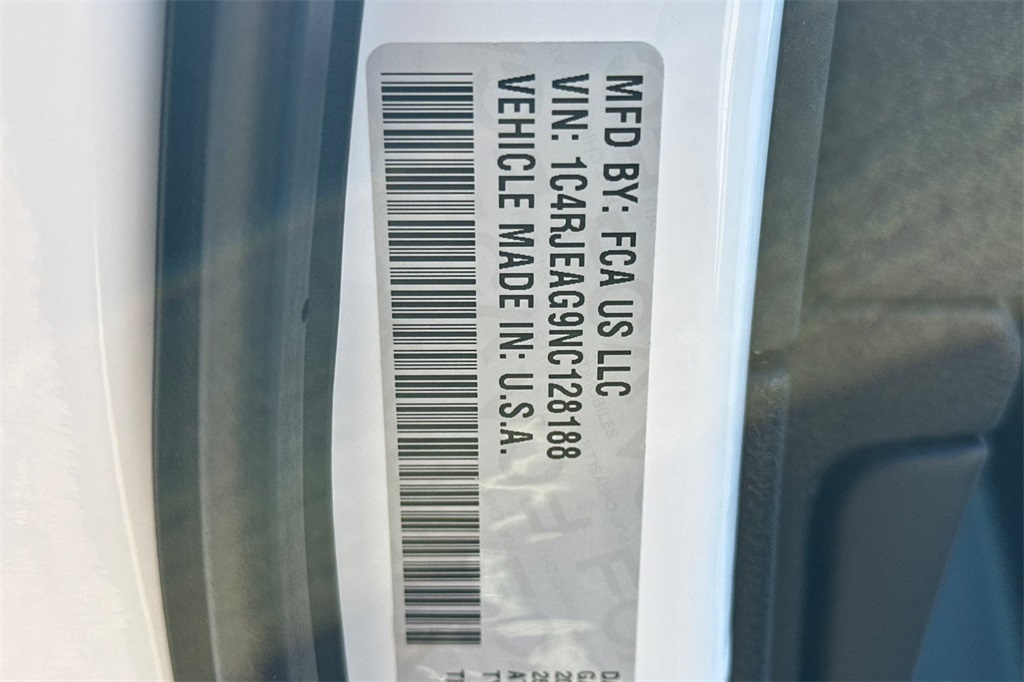 MFD BY: FCA US LLC
VIN: 1C4RJEAG9NC128188
VEHICLE MADE IN: U.S.A.